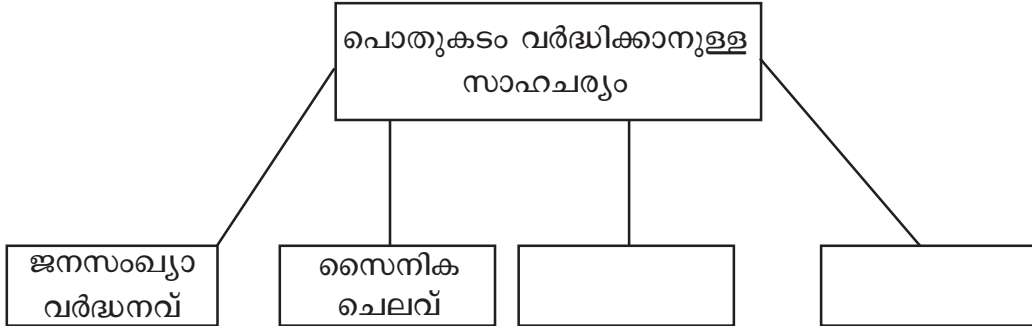 പൊതുകടം വർദ്ധിക്കാനുള്ള
സാഹചര്യം
ജനസംഖ്യാ
വർദ്ധനവ്
സൈനിക
ചെലവ്